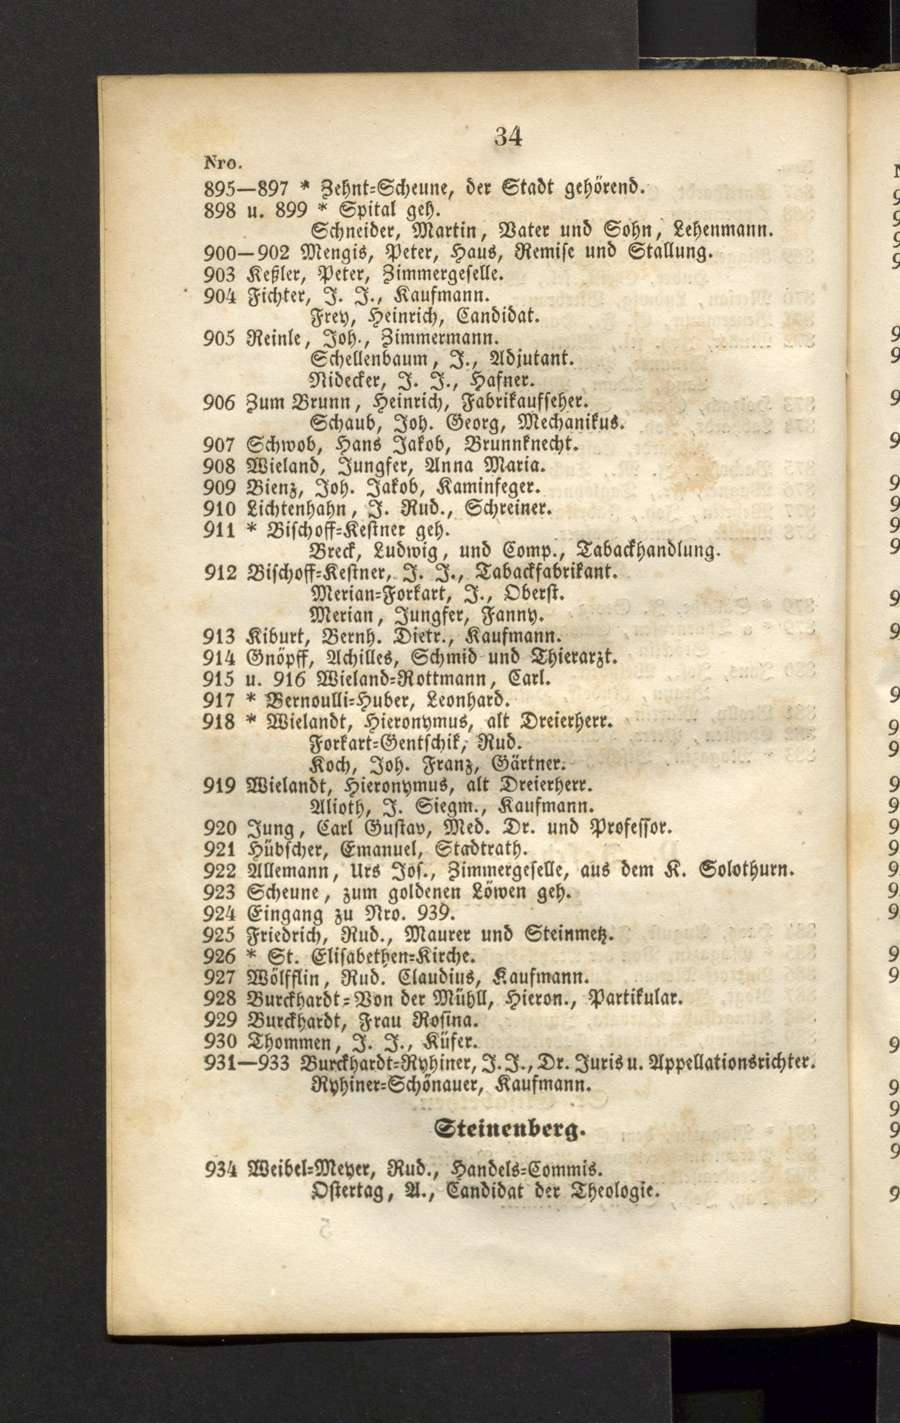 34
Nro.
895—897 * Zehnt-Scheune, der Stadt gehörend.
898 u. 899 * Spital geh.
Schneider, Martin, Vater und Sohn, Lehenmann.
900—902 Mengis, Peter, Haus, Remise und Stallung.
903 Keßler, Peter, Zimmergeselle.
904 Fichter, J. J., Kaufmann.
Frey, Heinrich, Candidat.
905 Reinle, Joh., Zimmermann.
Schellenbaum, J., Adjutant.
Nidecker, J. J., Hafner.
906 Zum Brunn, Heinrich, Fabrikaufseher.
Schaub, Joh. Georg, Mechanikus.
907 Schwob, Hans Jakob, Brunnknecht.
908 Wieland, Jungfer, Anna Maria.
909 Bienz, Joh. Jakob, Kaminfeger.
910 Lichtenhahn, J. Rud., Schreiner.
911 * Bischoff-Kestner geh.
Breck, Ludwig, und Comp., Tabackhandlung.
912 Bischoff-Kestner, J. J., Tabackfabrikant.
Merian-Forkart, J., Oberst.
Merian, Jungfer, Fanny.
913 Kiburt, Bernh. Dietr., Kaufmann.
914 Gnöpff, Achilles, Schmid und Thierarzt.
915 u. 916 Wieland-Rottmann, Carl.
917 * Bernoulli-Huber, Leonhard.
918 * Wielandt, Hieronymus, alt Dreierherr.
Forkart-Gentschik, Rud.
Koch, Joh. Franz, Gärtner.
919 Wielandt, Hieronymus, alt Dreierherr.
Alioth, J. Siegm., Kaufmann.
920 Jung, Carl Gustav, Med. Dr. und Professor.
921 Hübscher, Emanuel, Stadtrath.
922 Allemann, Urs Jos., Zimmergeselle, aus dem K. Solothurn.
923 Scheune, zum goldenen Löwen geh.
924 Eingang zu Nro. 939.
925 Friedrich, Rud., Maurer und Steinmetz.
926 * St. Elisabethen-Kirche.
927 Wölfflin, Rud. Claudius, Kaufmann.
928 Burckhardt-Von der Mühll, Hieron., Partikular.
929 Burckhardt, Frau Rosina.
930 Thommen, J. J., Küfer.
931—933 Burckhardt-Ryhiner, J. J., Dr. Juris u. Appellationsrichter.
Ryhiner-Schönauer, Kaufmann.
Steinenberg.
934 Weibel-Meyer, Rud., Handels-Commis.
Ostertag, A., Candidat der Theologie.